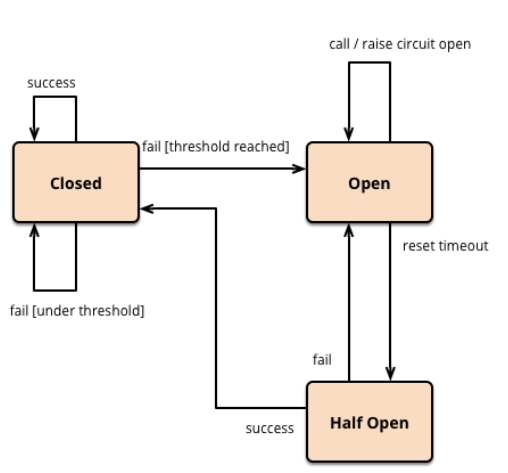 call / raise circuit open
success
fail [threshold reached]
Closed
Open
reset timeout
fail [under threshold]
fail
Half Open
success